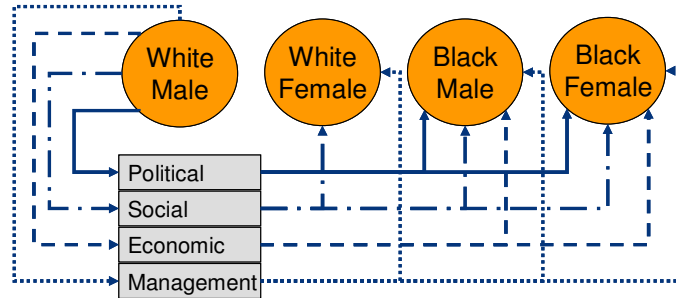 White
Male
White
Female
Black
Male
Black
Female
Political
Social
Economic
Management